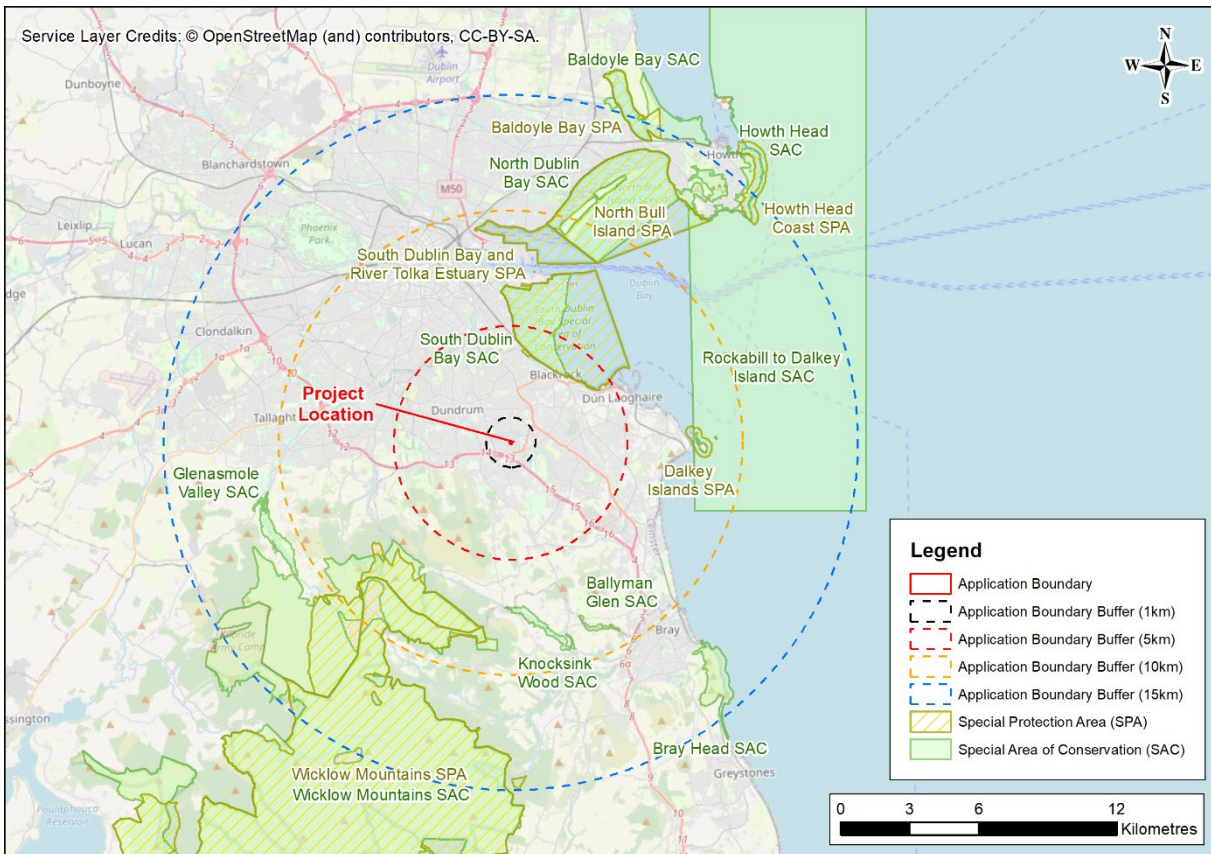 Service Layer Credits: © OpenStreetMap (and) contributors, CC-BY-SA.
N
W E
S
Dunboyne
Dublin
Airport
Baldoyle Bay SAC
Baldoyle Bay SPA
Howth Head
SAC
Howth
Blanchardstown
North Dublin
Bay SAC
M50
Leixlip
Lucan
Phoenix
Park
North Bull
Island SPA
Howth Head
Coast SPA
South Dublin Bay and
River Tolka Estuary SPA
Dublin
Bay
Clondalkin
South Dublin
Bay SAC
Rockabill to Dalkey
Island SAC
Blackrock
Dún Laoghaire
Project
Location
Tallaght
Dundrum
Glenasmole
Valley SAC
Dalkey
Islands SPA
Leinster
Ballyman
Glen SAC
Bray
Kilbride
Army Camp
Knocksink
Wood SAC
Bray Head SAC
Greystones
Wicklow Mountains SPA
Wicklow Mountains SAC
Poulaphouca
Reservoir
Legend
Application Boundary
Application Boundary Buffer (1km)
Application Boundary Buffer (5km)
Application Boundary Buffer (10km)
Application Boundary Buffer (15km)
Special Protection Area (SPA)
Special Area of Conservation (SAC)
0 3 6 12
Kilometres